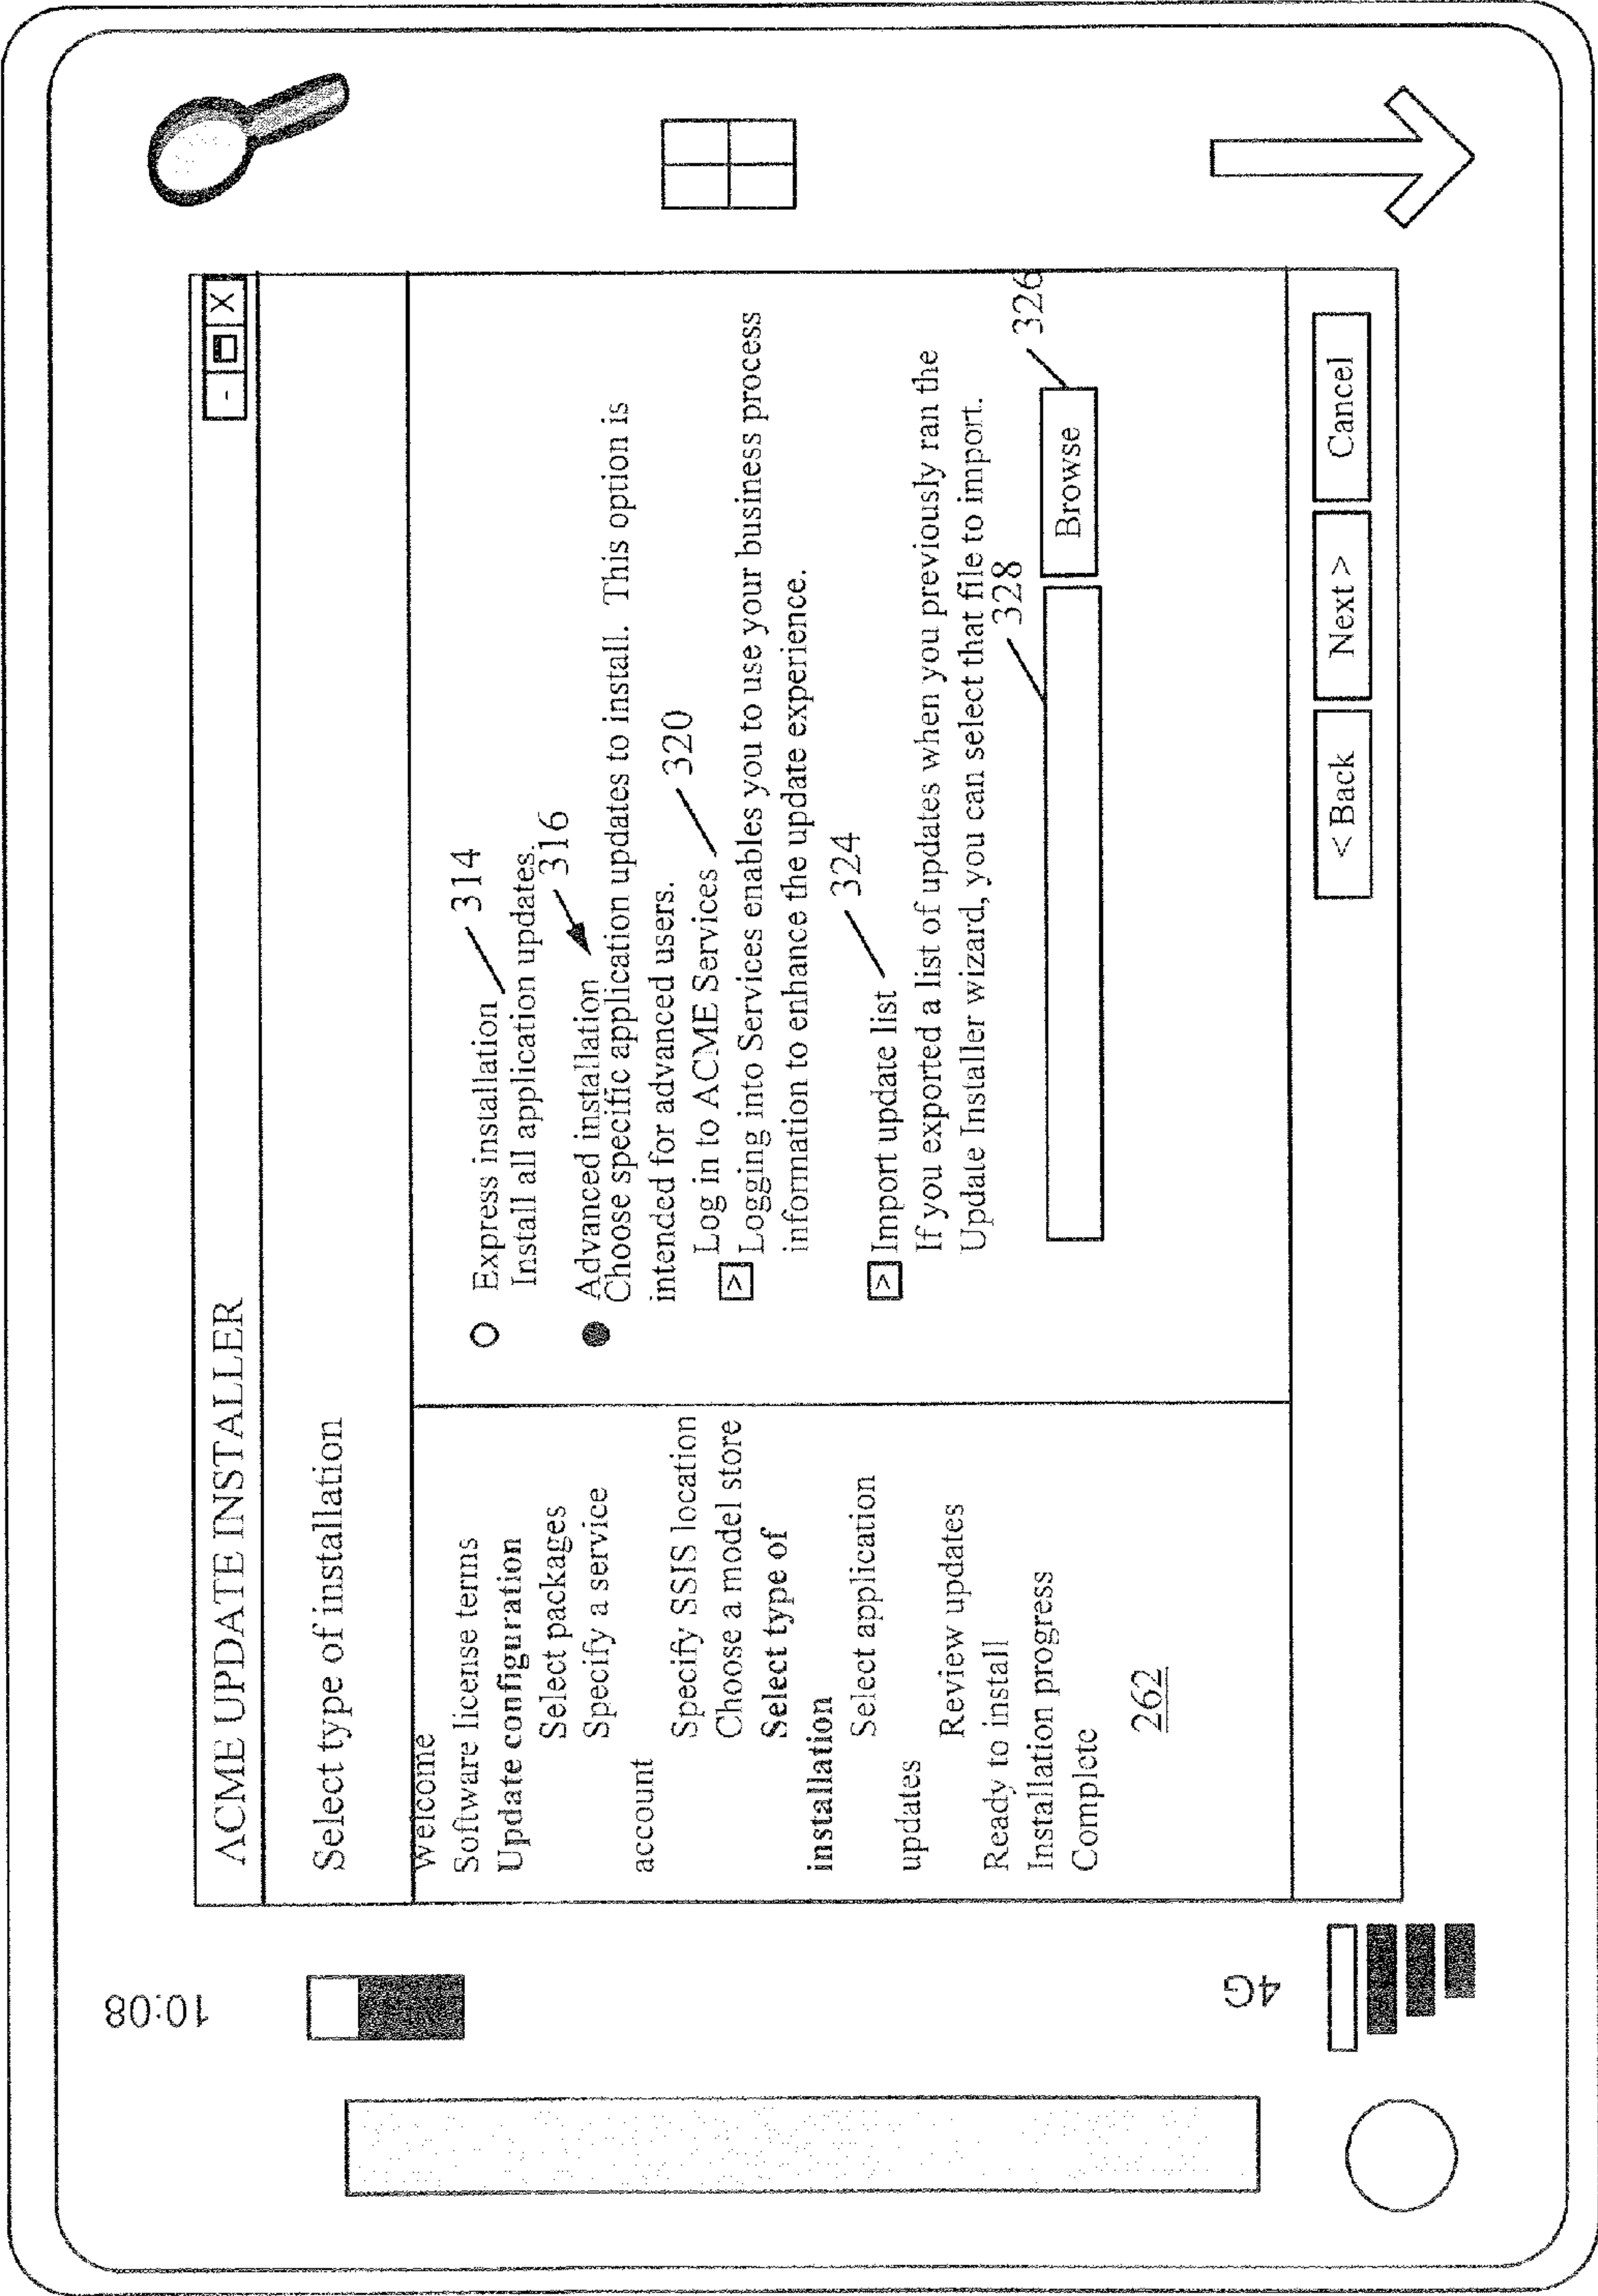 ACME UPDATE INSTALLER
- X
Select type of installation
Welcome
Software license terms
Update configuration
Select packages
Specify a service
account
Specify SSIS location
Choose a model store
Select type of
installation
Select application
updates
Review updates
Ready to install
Installation progress
Complete
262
Express installation 314
Install all application updates.
316
Advanced installation
Choose specific application updates to install. This option is
intended for advanced users.
Log in to ACME Services 320
> Logging into Services enables you to use your business process
information to enhance the update experience.
324
> Import update list
If you exported a list of updates when you previously ran the
Update Installer wizard, you can select that file to import.
328
326
Browse
< Back Next > Cancel
10:08
4G